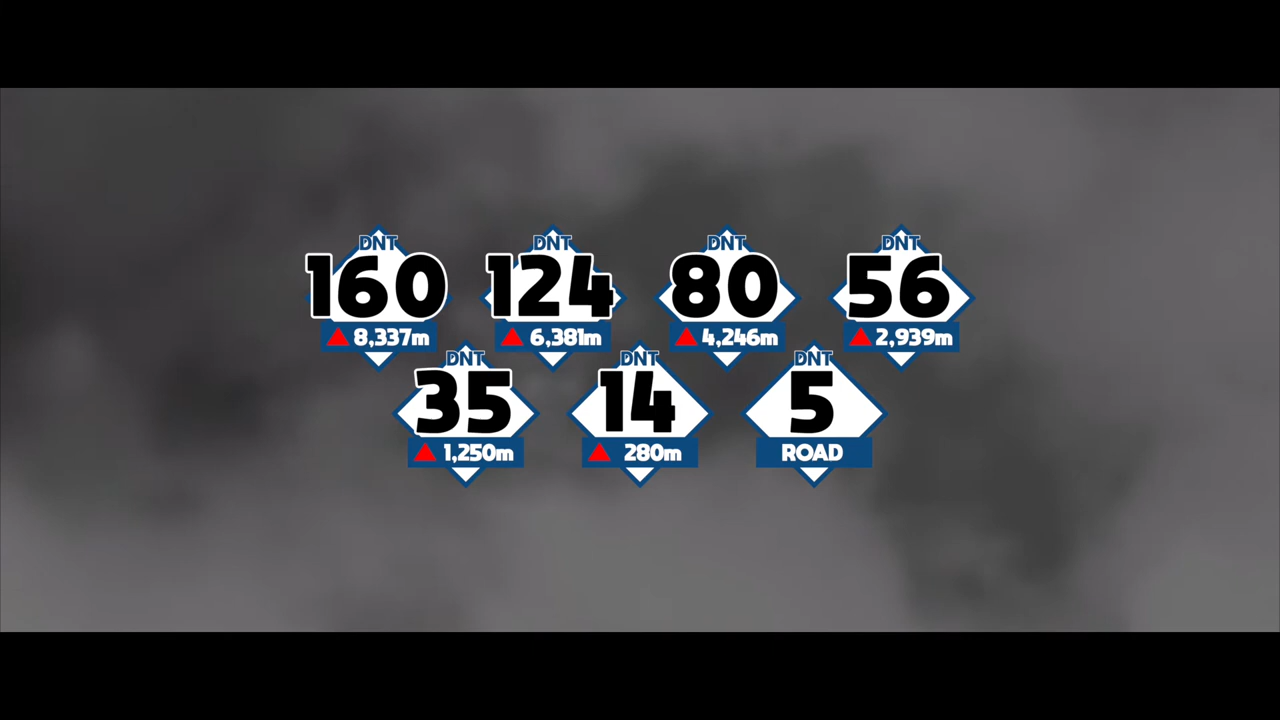 DNT
160
8,337m
DNT
124
6,381m
DNT
80
4,246m
DNT
56
2,939m
DNT
35
1,250m
DNT
14
280m
DNT
5
ROAD